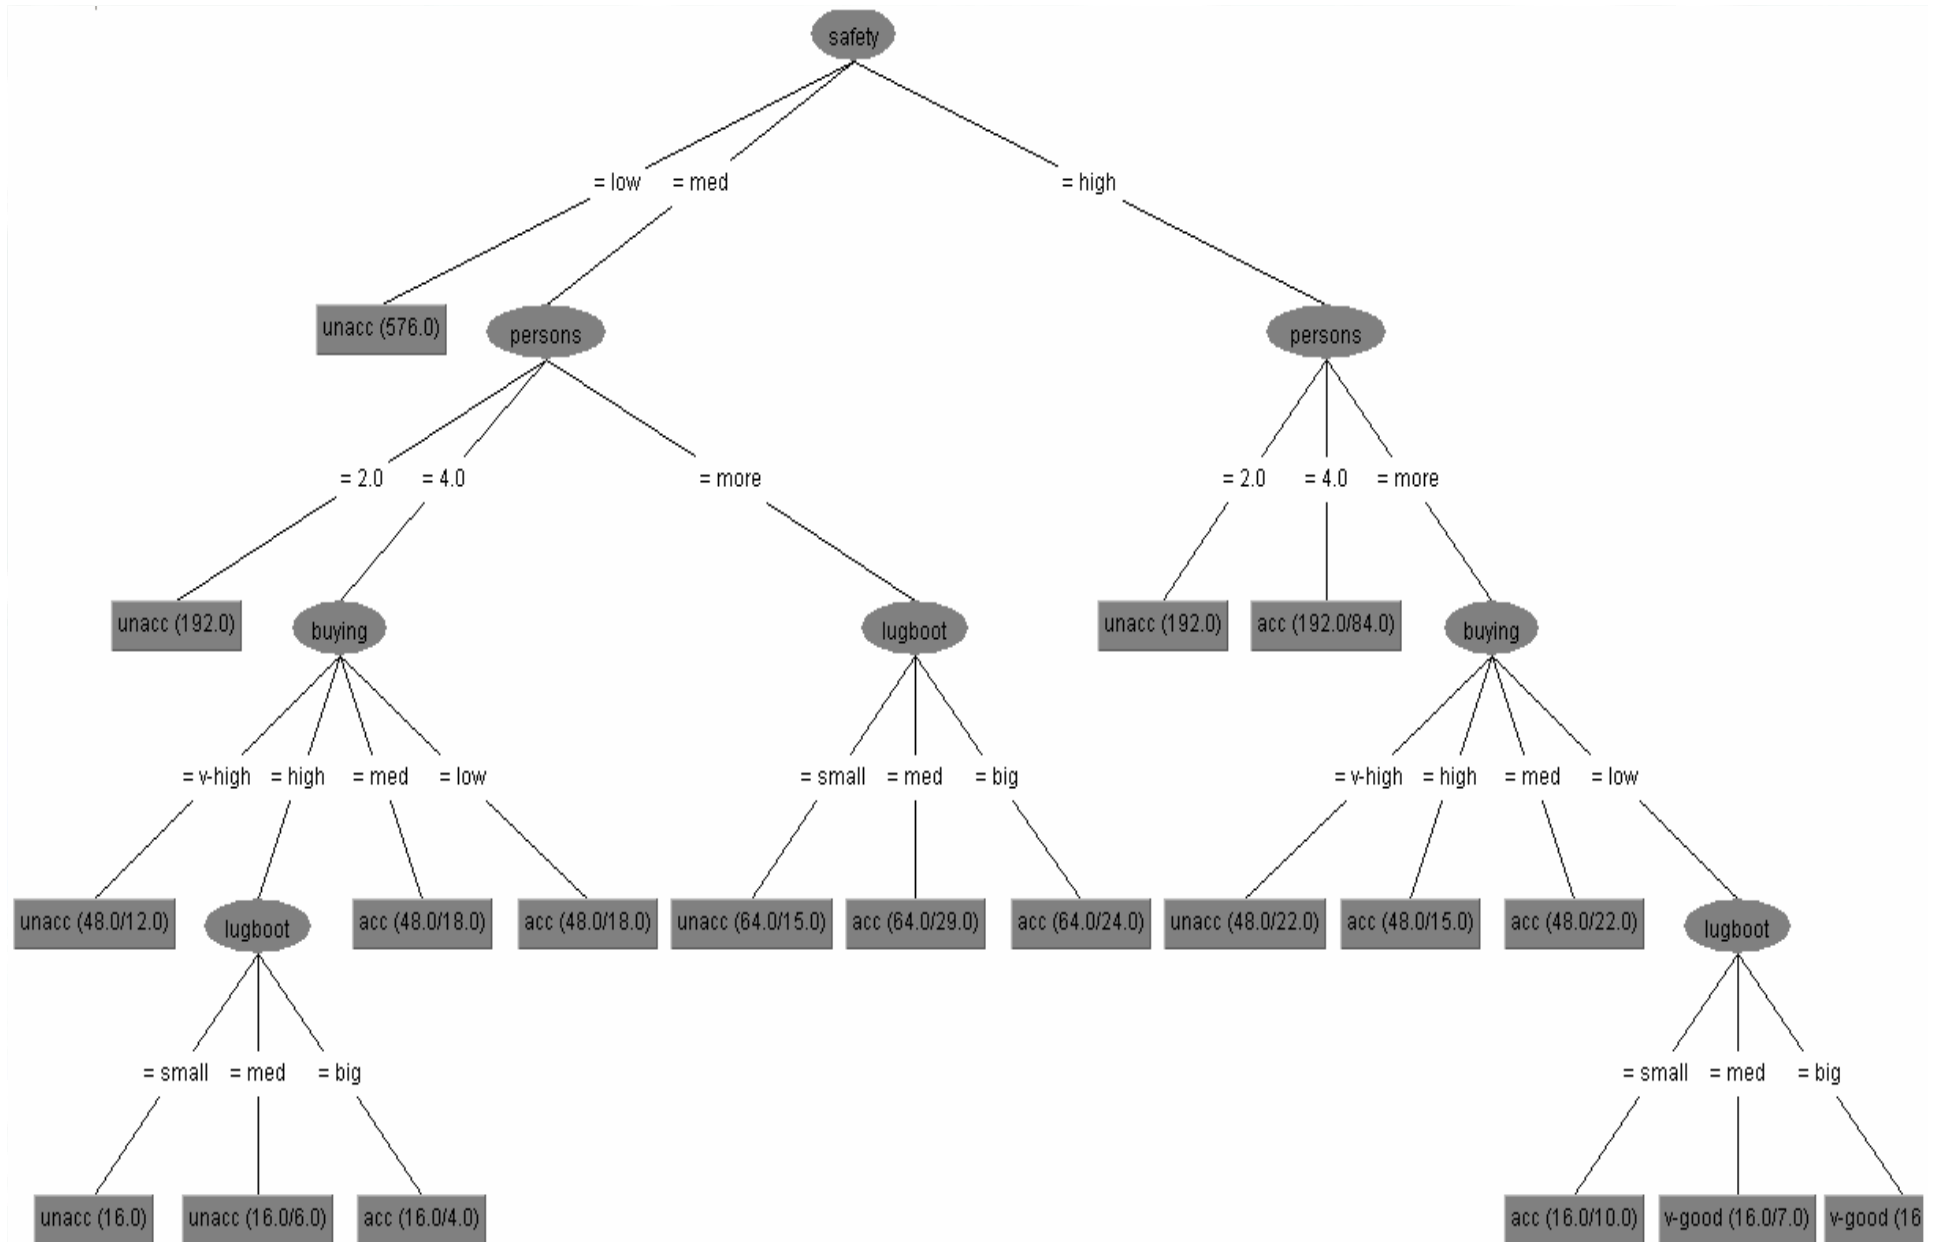 safety
= low
= med
= high
unacc (576.0)
persons
persons
= 2.0
= 4.0
= more
= 2.0
= 4.0
= more
unacc (192.0)
buying
lugboot
unacc (192.0)
acc (192.0/84.0)
buying
= v-high
= high
= med
= low
= small
= med
= big
= v-high
= high
= med
= low
unacc (48.0/12.0)
lugboot
acc (48.0/18.0)
acc (48.0/18.0)
unacc (64.0/15.0)
acc (64.0/29.0)
acc (64.0/24.0)
unacc (48.0/22.0)
acc (48.0/15.0)
acc (48.0/22.0)
lugboot
= small
= med
= big
= small
= med
= big
unacc (16.0)
unacc (16.0/6.0)
acc (16.0/4.0)
acc (16.0/10.0)
v-good (16.0/7.0)
v-good (16